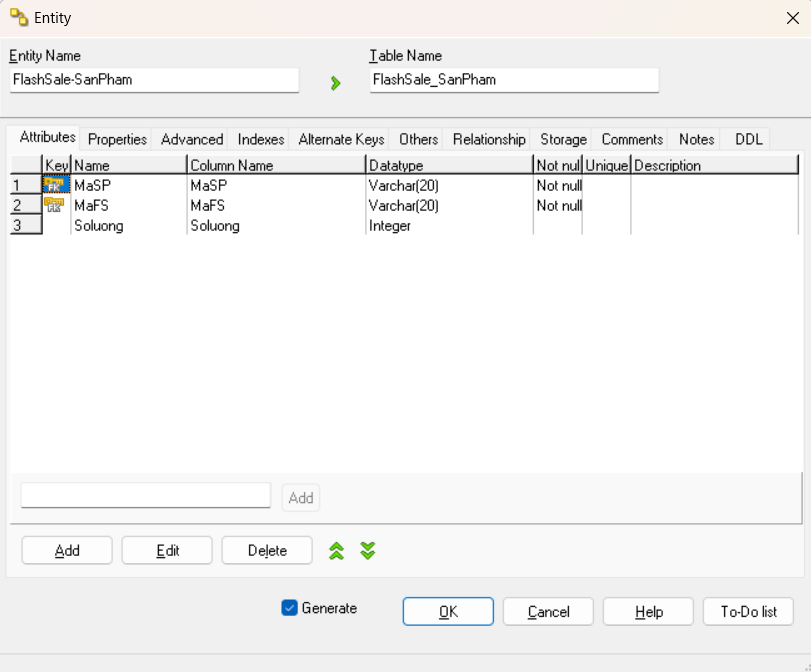 Entity
Entity Name
Table Name
FlashSale-SanPham
FlashSale_SanPham
Attributes Properties Advanced Indexes Alternate Keys Others Relationship Storage Comments Notes DDL
Key Name Column Name Datatype Not nul Unique Description
1 FK MaSP MaSP Varchar(20) Not null
2 FK MaFS MaFS Varchar(20) Not null
3 Soluong Soluong Integer
Add
Add Edit Delete
Generate OK Cancel Help To-Do list